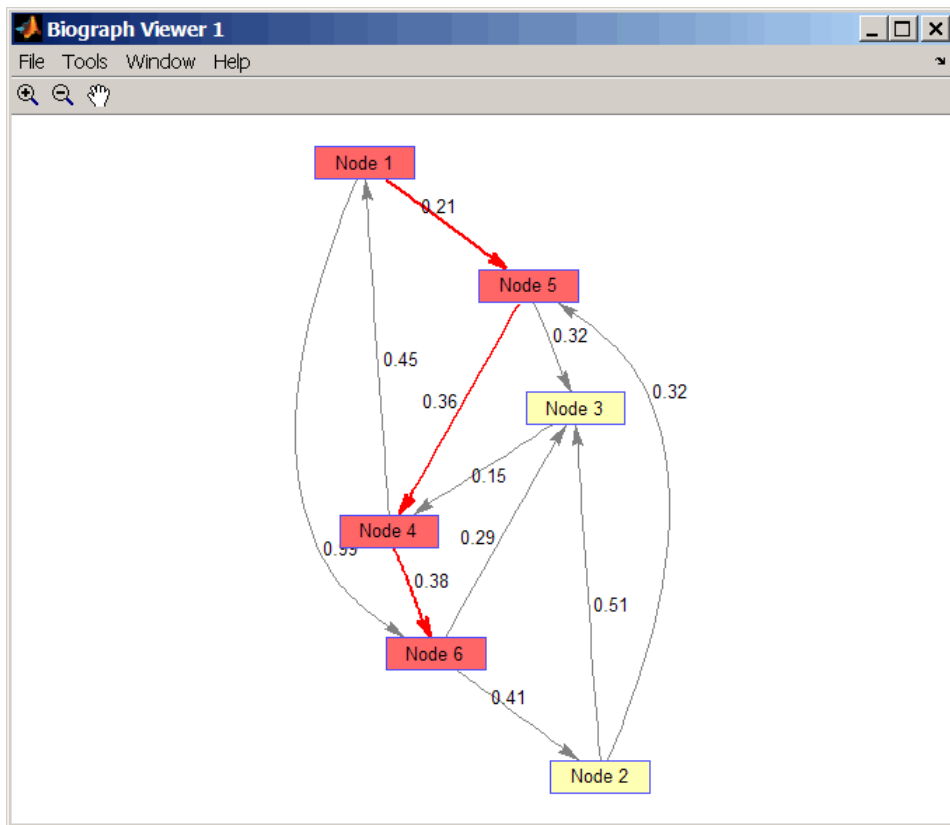 Biograph Viewer 1
File Tools Window Help
Node 1
0.21
Node 5
0.32
0.45
0.32
0.36
Node 3
0.15
Node 4
0.29
0.99
0.38
0.51
Node 6
0.41
Node 2